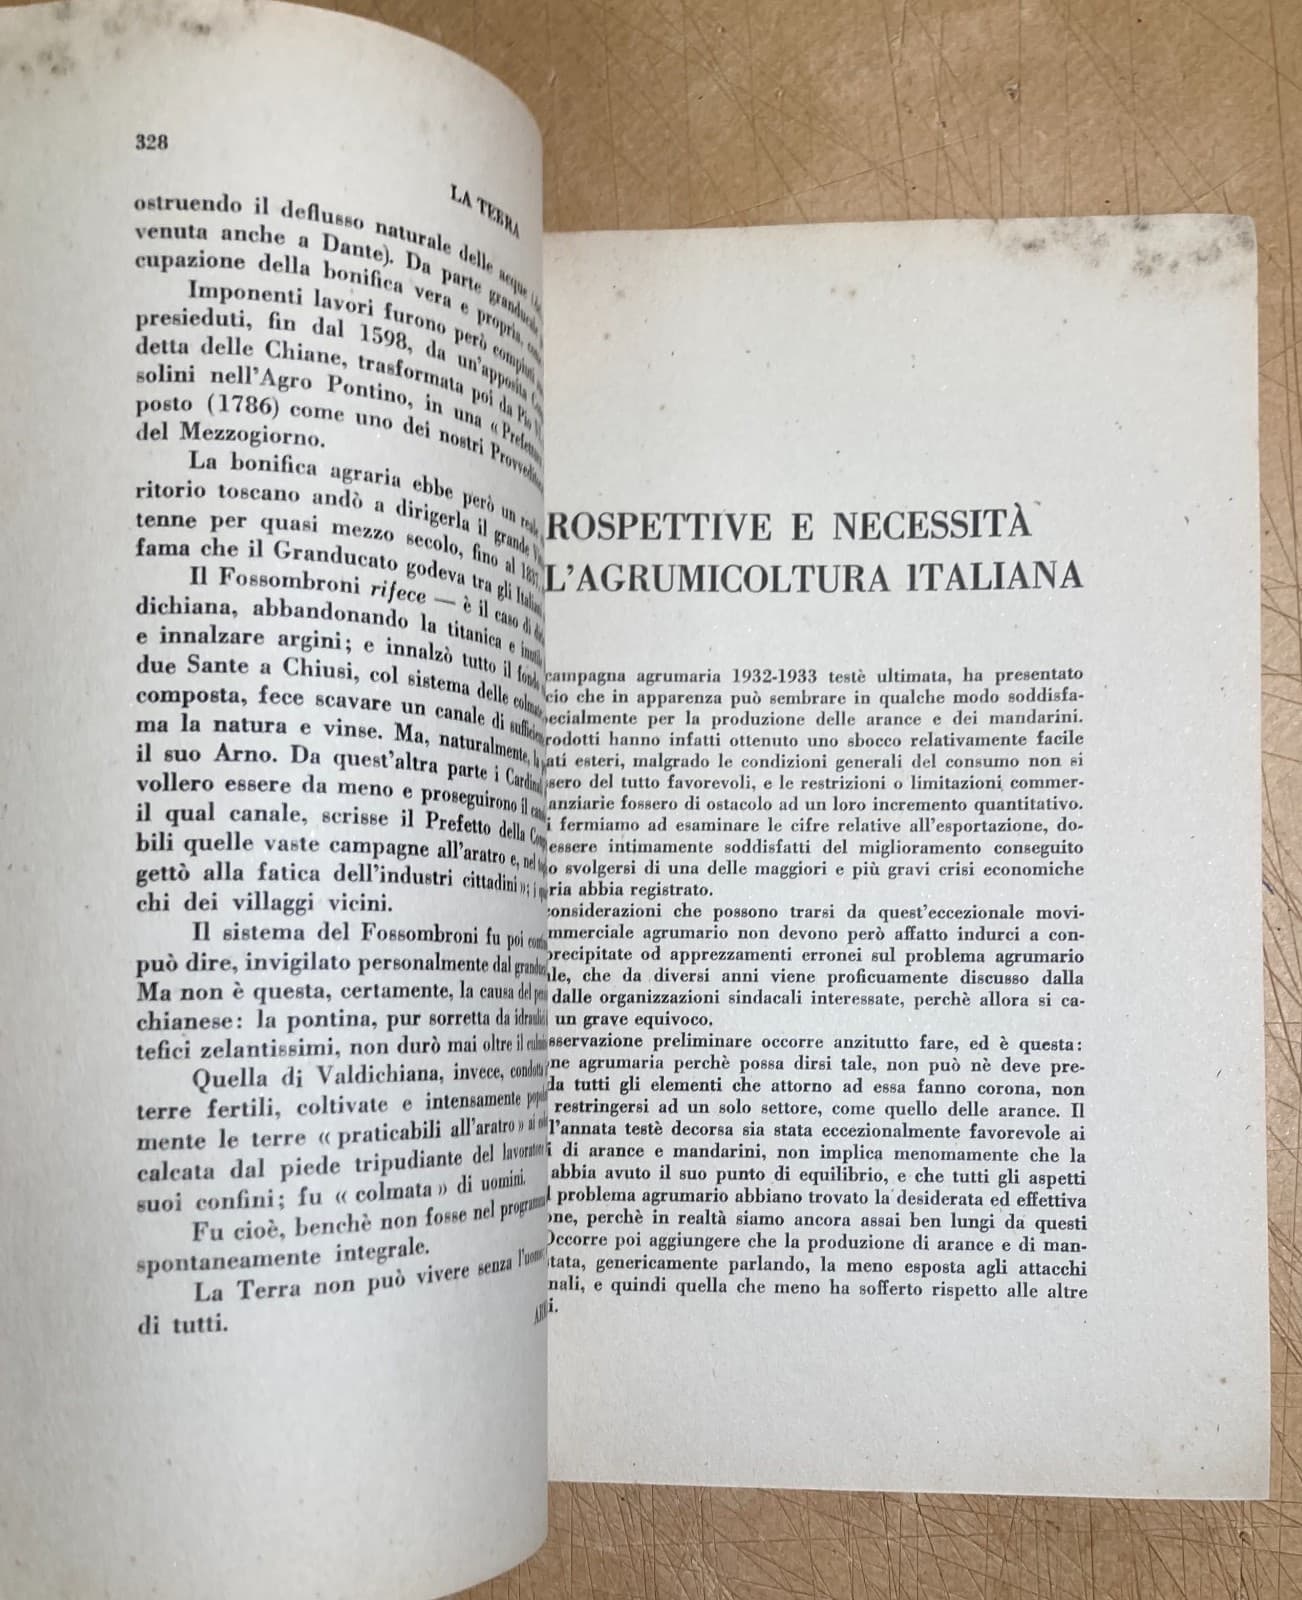 328
LA TERRA
ostruendo il deflusso naturale delle acque
venuta anche a Dante). Da parte granducale
cupazione della bonifica vera e propria,
Imponenti lavori furono però compiuti
presieduti, fin dal 1598, da un'apposita
detta delle Chiane, trasformata poi da Pio
solini nell'Agro Pontino, in una «
posto (1786) come uno dei nostri
del Mezzogiorno.
La bonifica agraria ebbe però un reale
ritorio toscano andò a dirigerla il grande
tenne per quasi mezzo secolo, fino al
fama che il Granducato godeva tra gli
Il Fossombroni rifece — è il caso di
dichiana, abbandonando la titanica e
e innalzare argini; e innalzò tutto il fondo
due Sante a Chiusi, col sistema delle colmate
composta, fece scavare un canale di
ma la natura e vinse. Ma, naturalmente,
il suo Arno. Da quest'altra parte i
vollero essere da meno e proseguirono il
il qual canale, scrisse il Prefetto della
bili quelle vaste campagne all'aratro e, nel
gettò alla fatica dell'industri cittadini»; i
chi dei villaggi vicini.
Il sistema del Fossombroni fu poi
può dire, invigilato personalmente dal
Ma non è questa, certamente, la causa del
chianese: la pontina, pur sorretta da
tefici zelantissimi, non durò mai oltre il
Quella di Valdichiana, invece, condotta
terre fertili, coltivate e intensamente
mente le terre « praticabili all'aratro » ai
calcata dal piede tripudiante del
suoi confini; fu « colmata » di uomini.
Fu cioè, benchè non fosse nel
spontaneamente integrale.
La Terra non può vivere senza
di tutti.
ROSPETTIVE E NECESSITÀ
L'AGRUMICOLTURA ITALIANA
campagna agrumaria 1932-1933 testè ultimata, ha presentato
cio che in apparenza può sembrare in qualche modo soddisfa-
ecialmente per la produzione delle arance e dei mandarini.
rodotti hanno infatti ottenuto uno sbocco relativamente facile
ati esteri, malgrado le condizioni generali del consumo non si
sero del tutto favorevoli, e le restrizioni o limitazioni commer-
anziarie fossero di ostacolo ad un loro incremento quantitativo.
i fermiamo ad esaminare le cifre relative all'esportazione, do-
essere intimamente soddisfatti del miglioramento conseguito
o svolgersi di una delle maggiori e più gravi crisi economiche
ria abbia registrato.
considerazioni che possono trarsi da quest'eccezionale movi-
mmerciale agrumario non devono però affatto indurci a con-
precipitate od apprezzamenti erronei sul problema agrumario
le, che da diversi anni viene proficuamente discusso dalla
dalle organizzazioni sindacali interessate, perchè allora si ca-
un grave equivoco.
sservazione preliminare occorre anzitutto fare, ed è questa:
ne agrumaria perchè possa dirsi tale, non può nè deve pre-
da tutti gli elementi che attorno ad essa fanno corona, non
restringersi ad un solo settore, come quello delle arance. Il
l'annata testè decorsa sia stata eccezionalmente favorevole ai
i di arance e mandarini, non implica menomamente che la
abbia avuto il suo punto di equilibrio, e che tutti gli aspetti
l problema agrumario abbiano trovato la desiderata ed effettiva
one, perchè in realtà siamo ancora assai ben lungi da questi
Occorre poi aggiungere che la produzione di arance e di man-
tata, genericamente parlando, la meno esposta agli attacchi
nali, e quindi quella che meno ha sofferto rispetto alle altre
i.